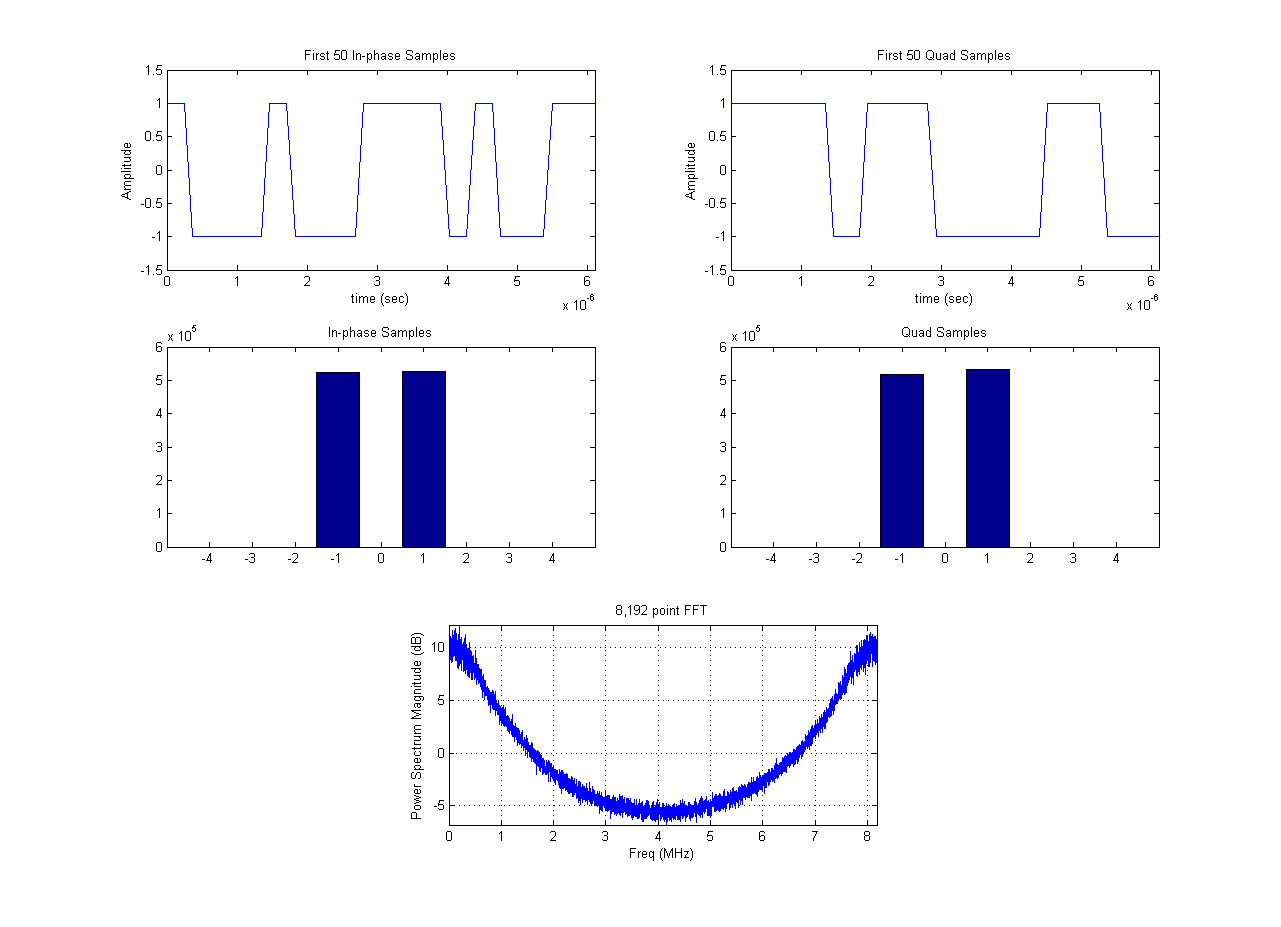 First 50 In-phase Samples
1.5
1
0.5
0
-0.5
-1
-1.5
Amplitude
0 1 2 3 4 5 6
time (sec)
x 10^-6
First 50 Quad Samples
1.5
1
0.5
0
-0.5
-1
-1.5
Amplitude
0 1 2 3 4 5 6
time (sec)
x 10^-6
In-phase Samples
x 10^5
6
5
4
3
2
1
0
-4 -3 -2 -1 0 1 2 3 4
Quad Samples
x 10^5
6
5
4
3
2
1
0
-4 -3 -2 -1 0 1 2 3 4
8,192 point FFT
10
5
0
-5
Power Spectrum Magnitude (dB)
0 1 2 3 4 5 6 7 8
Freq (MHz)